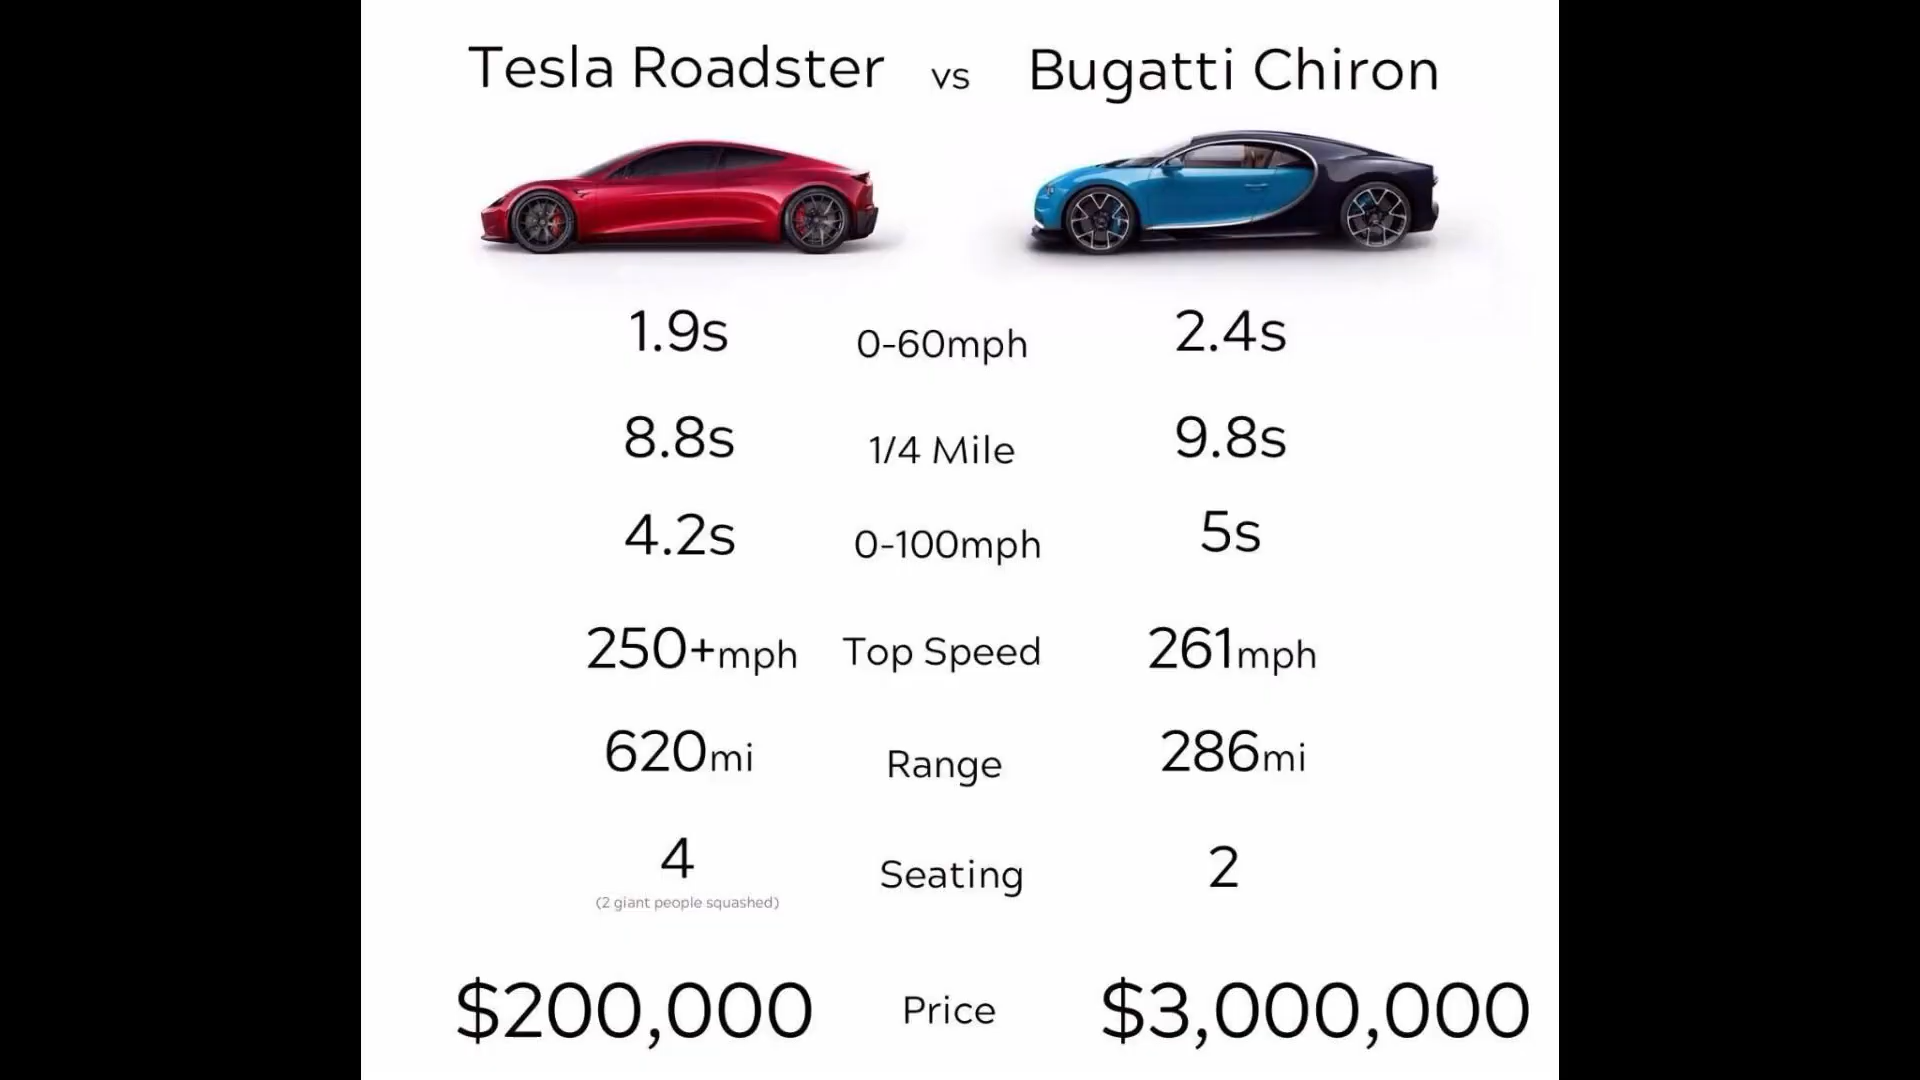 Tesla Roadster vs Bugatti Chiron
1.9s 0-60mph 2.4s
8.8s 1/4 Mile 9.8s
4.2s 0-100mph 5s
250+mph Top Speed 261mph
620mi Range 286mi
4 Seating 2
(2 giant people squashed)
$200,000 Price $3,000,000